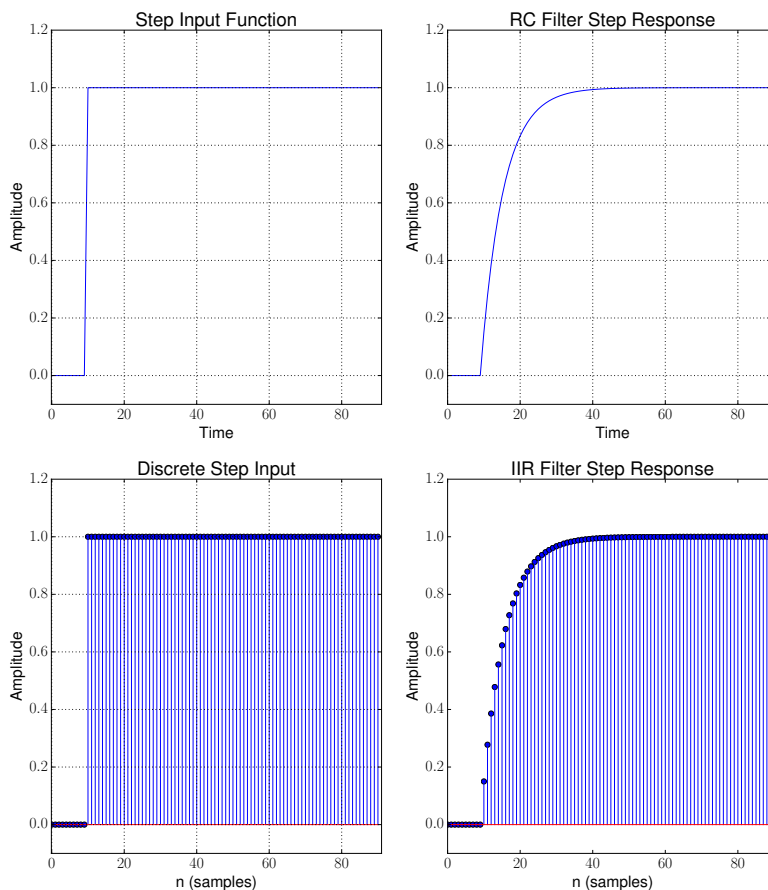 Step Input Function
1.2
1.0
0.8
0.6
0.4
0.2
0.0
Amplitude
0 20 40 60 80
Time
RC Filter Step Response
1.2
1.0
0.8
0.6
0.4
0.2
0.0
Amplitude
0 20 40 60 80
Time
Discrete Step Input
1.2
1.0
0.8
0.6
0.4
0.2
0.0
Amplitude
0 20 40 60 80
n (samples)
IIR Filter Step Response
1.2
1.0
0.8
0.6
0.4
0.2
0.0
Amplitude
0 20 40 60 80
n (samples)